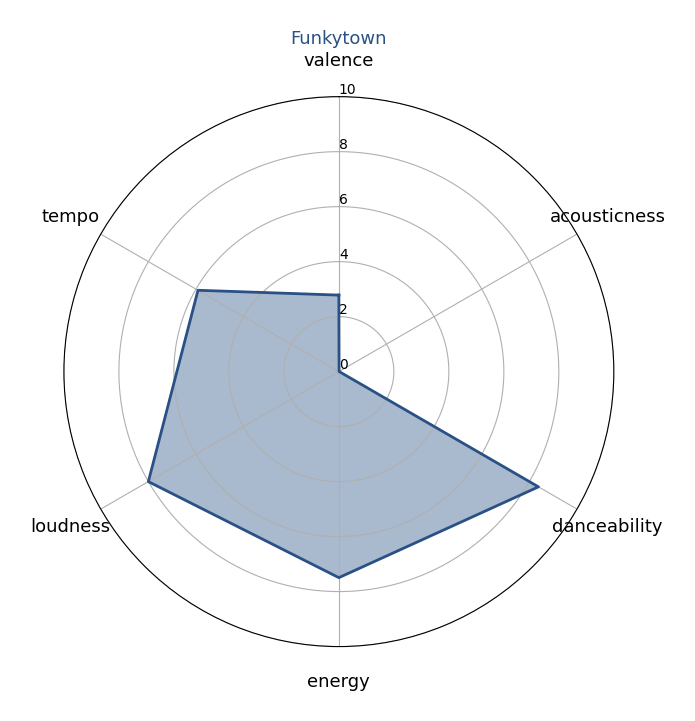 Funkytown
valence
10
8
6
4
2
0
tempo
acousticness
loudness
danceability
energy